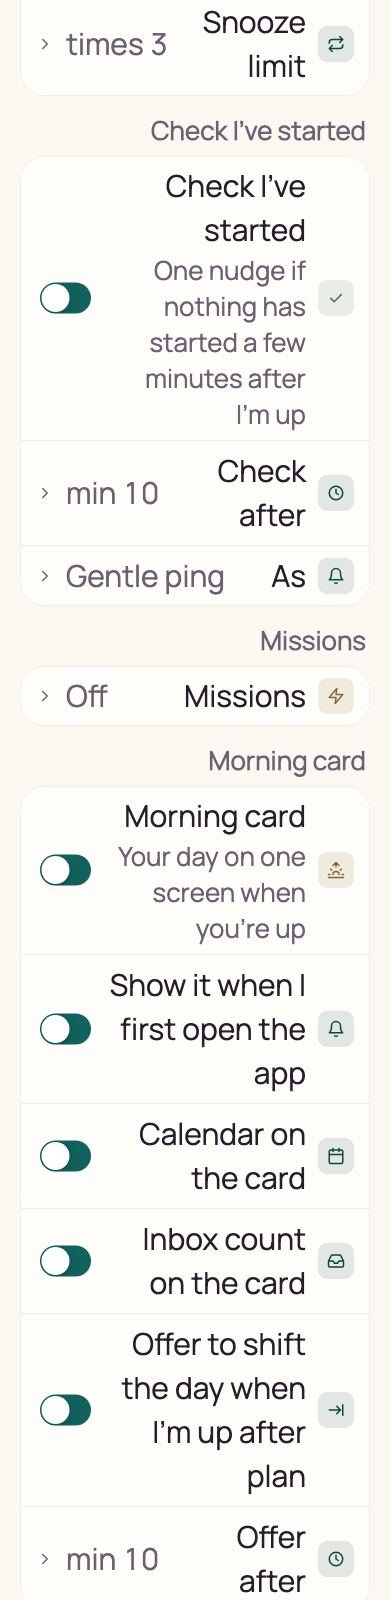 Snooze
limit
times 3
Check I've started
Check I've
started
One nudge if
nothing has
started a few
minutes after
I'm up
Check
after
min 10
As
Gentle ping
Missions
Missions
Off
Morning card
Morning card
Your day on one
screen when
you're up
Show it when I
first open the
app
Calendar on
the card
Inbox count
on the card
Offer to shift
the day when
I'm up after
plan
Offer
after
min 10